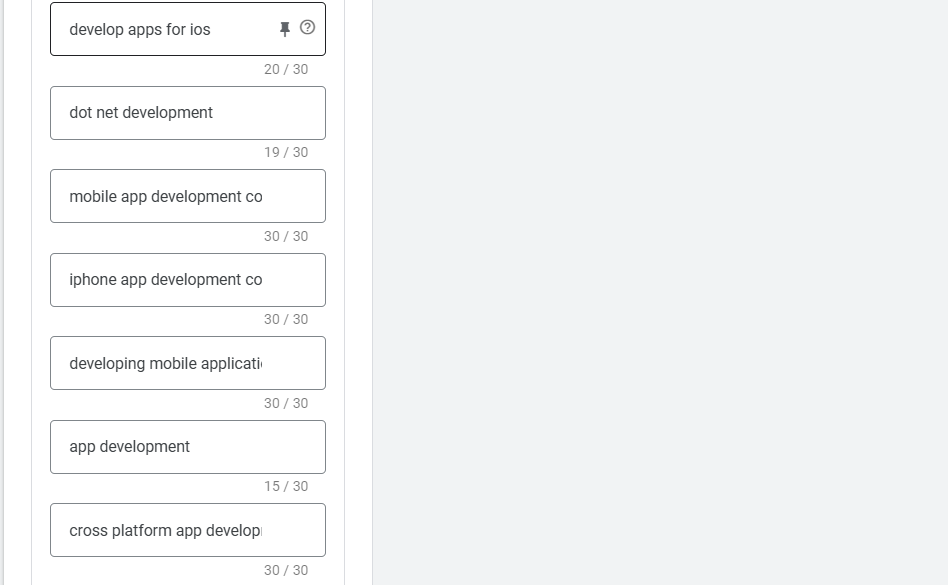 develop apps for ios
20 / 30
dot net development
19 / 30
mobile app development co
30 / 30
iphone app development co
30 / 30
developing mobile applicati
30 / 30
app development
15 / 30
cross platform app develop
30 / 30